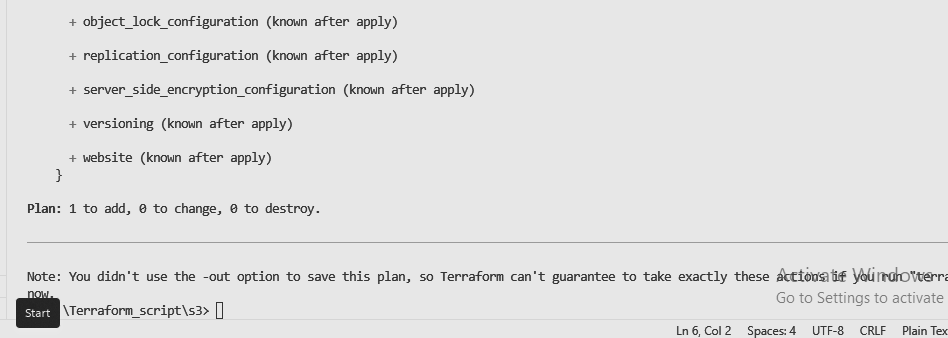 + object_lock_configuration (known after apply)
+ replication_configuration (known after apply)
+ server_side_encryption_configuration (known after apply)
+ versioning (known after apply)
+ website (known after apply)
}
Plan: 1 to add, 0 to change, 0 to destroy.
Note: You didn't use the -out option to save this plan, so Terraform can't guarantee to take exactly these actions if you run "terra
now.
Activate Windows
Go to Settings to activate
Start
\Terraform_script\s3>
Ln 6, Col 2 Spaces: 4 UTF-8 CRLF Plain Tex